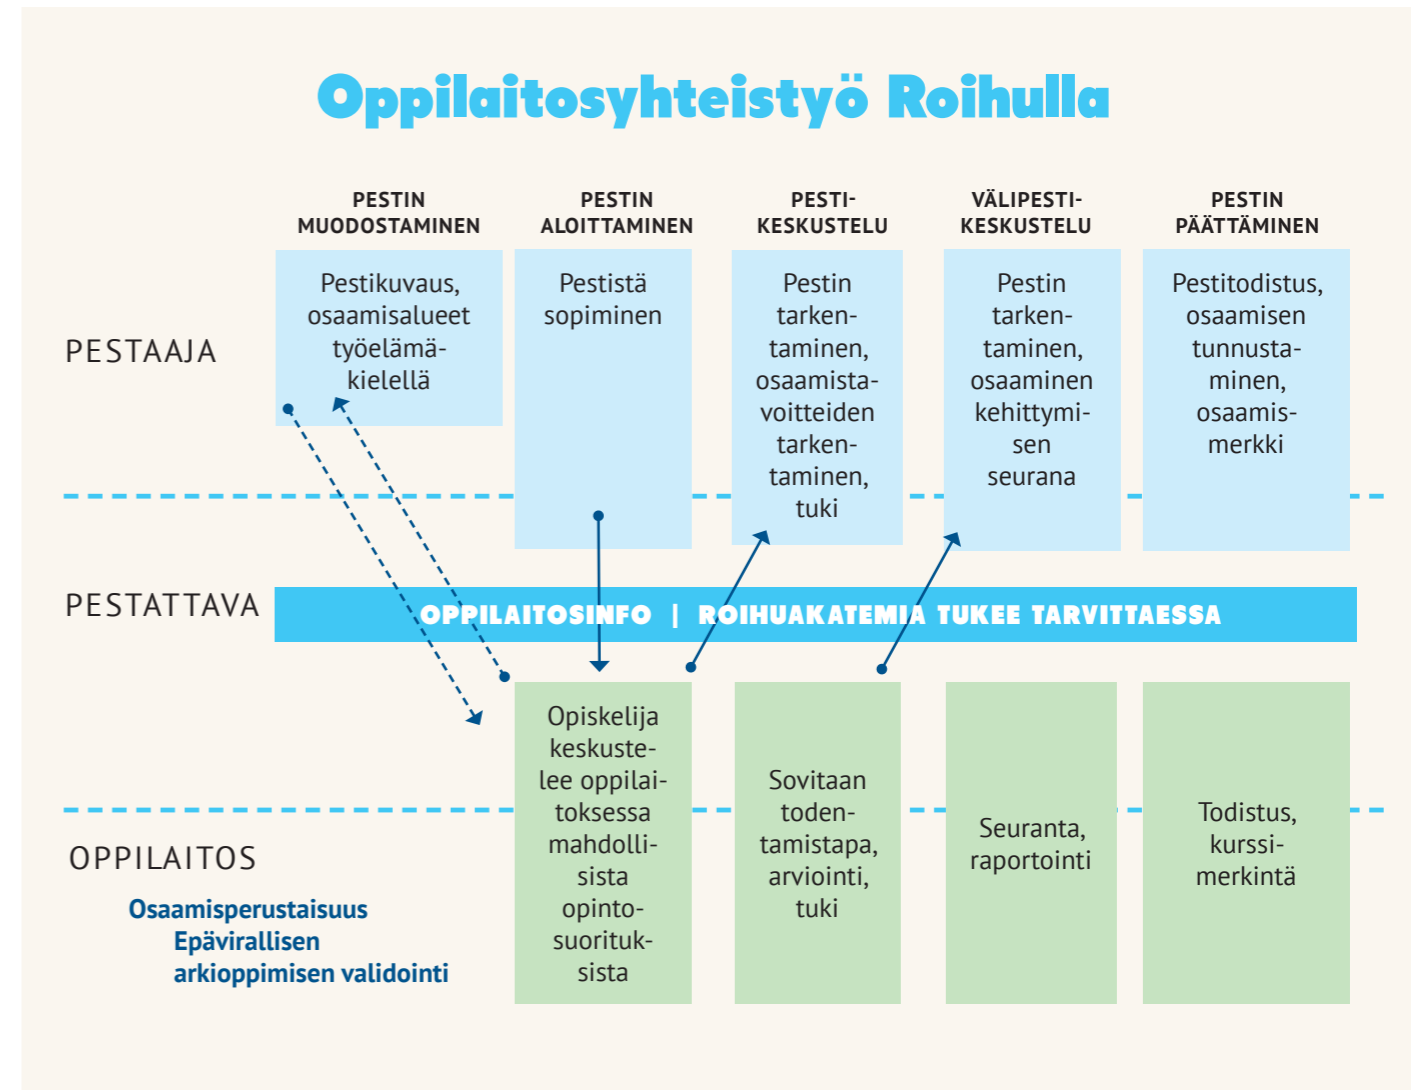 Oppilaitosyhteistyö Roihulla
PESTIN
MUODOSTAMINEN
PESTIN
ALOITTAMINEN
PESTI-
KESKUSTELU
VÄLIPESTI-
KESKUSTELU
PESTIN
PÄÄTTÄMINEN
PESTAAJA
Pestikuvaus,
osaamisalueet
työelämä-
kielellä
Pestistä
sopiminen
Pestin
tarken-
taminen,
osaamista-
voitteiden
tarken-
taminen,
tuki
Pestin
tarken-
taminen,
osaaminen
kehittymi-
sen
seurana
Pestitodistus,
osaamisen
tunnusta-
minen,
osaamis-
merkki
PESTATTAVA
OPPILAITOSINFO | ROIHUAKATEMIA TUKEE TARVITTAESSA
OPPILAITOS
Osaamisperustaisuus
Epävirallisen
arkioppimisen validointi
Opiskelija
keskuste-
lee oppilai-
toksessa
mahdolli-
sista
opinto-
suorituk-
sista
Sovitaan
toden-
tamistapa,
arviointi,
tuki
Seuranta,
raportointi
Todistus,
kurssi-
merkintä